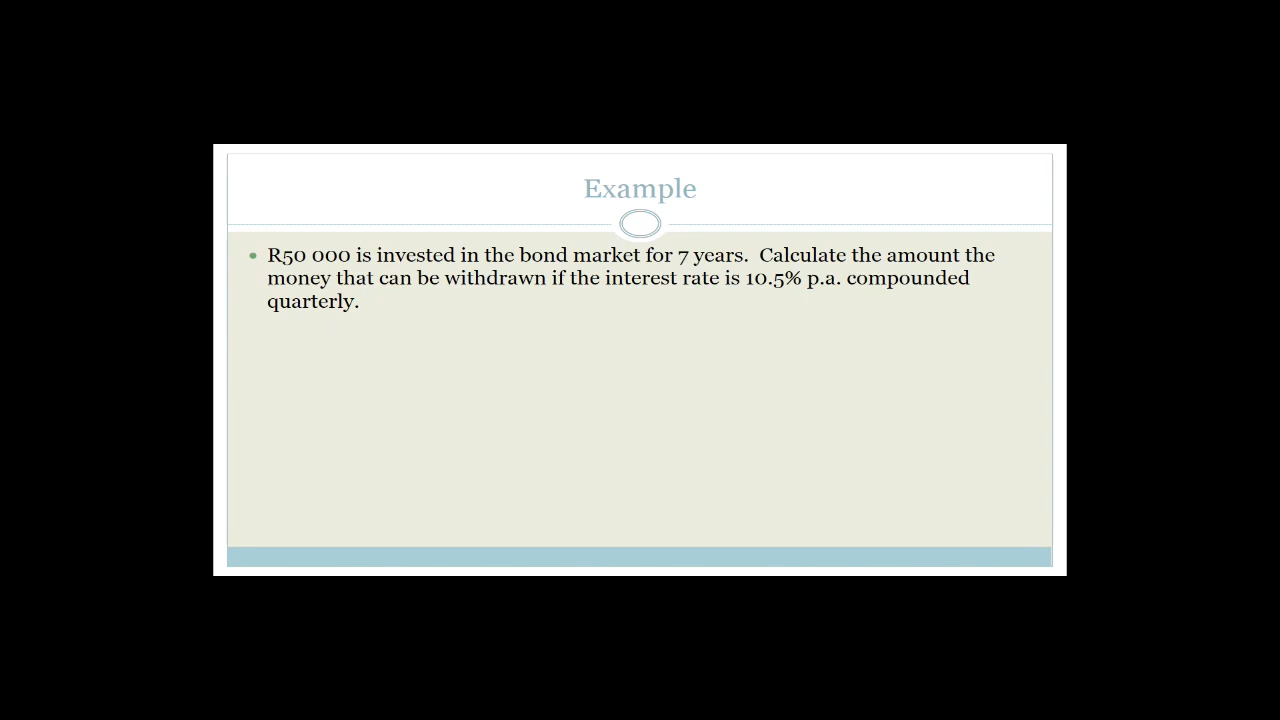 Example
• R50 000 is invested in the bond market for 7 years.  Calculate the amount the
money that can be withdrawn if the interest rate is 10.5% p.a. compounded
quarterly.